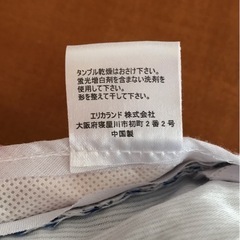 タンブル乾燥はおさけ下さい。
蛍光増白剤を含まない洗剤を
使用して下さい。
形を整えて干して下さい。
エリカランド 株式会社
大阪府寝屋川市初町２番２号
中国製